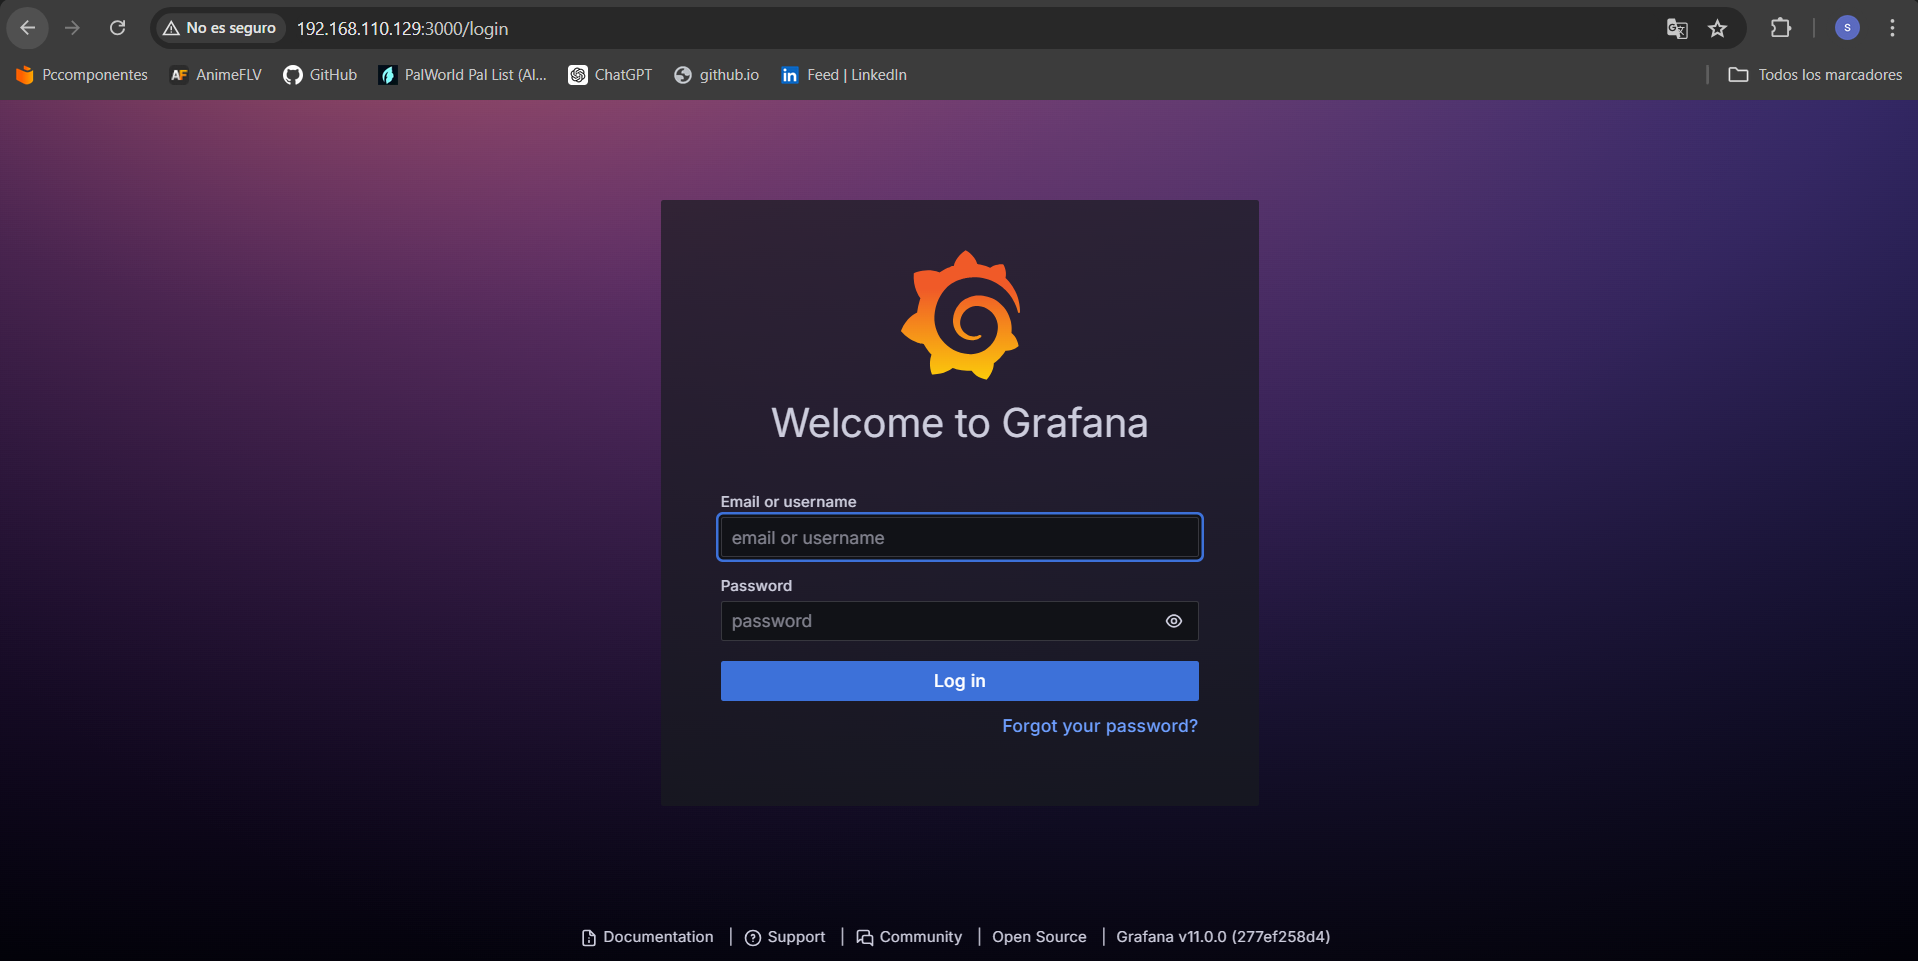 No es seguro 192.168.110.129:3000/login S
Pccomponentes AF AnimeFLV GitHub PalWorld Pal List (Al... ChatGPT github.io in Feed | LinkedIn Todos los marcadores
Welcome to Grafana
Email or username
email or username
Password
password
Log in
Forgot your password?
Documentation | Support | Community | Open Source | Grafana v11.0.0 (277ef258d4)